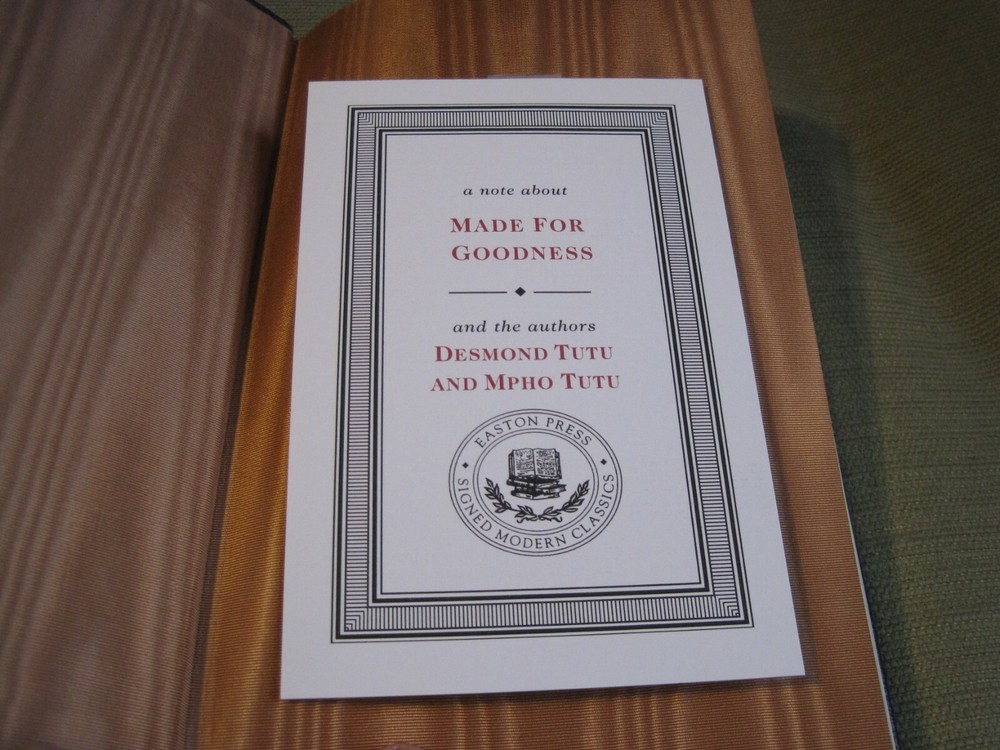 a note about
MADE FOR
GOODNESS
and the authors
DESMOND TUTU
AND MPHO TUTU
EASTON PRESS
SIGNED MODERN CLASSICS